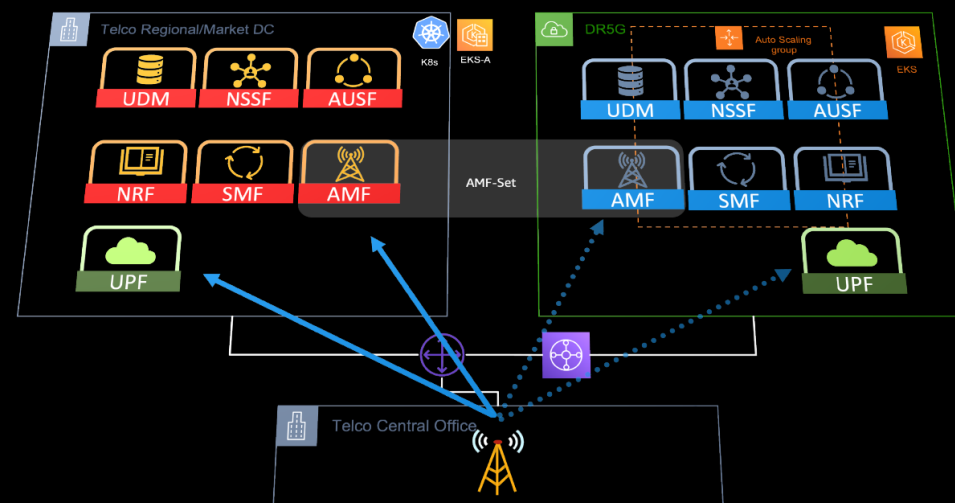 Telco Regional/Market DC
K8s
EKS-A
UDM
NSSF
AUSF
NRF
SMF
AMF
UPF
AMF-Set
DR5G
Auto Scaling
group
EKS
UDM
NSSF
AUSF
AMF
SMF
NRF
UPF
Telco Central Office